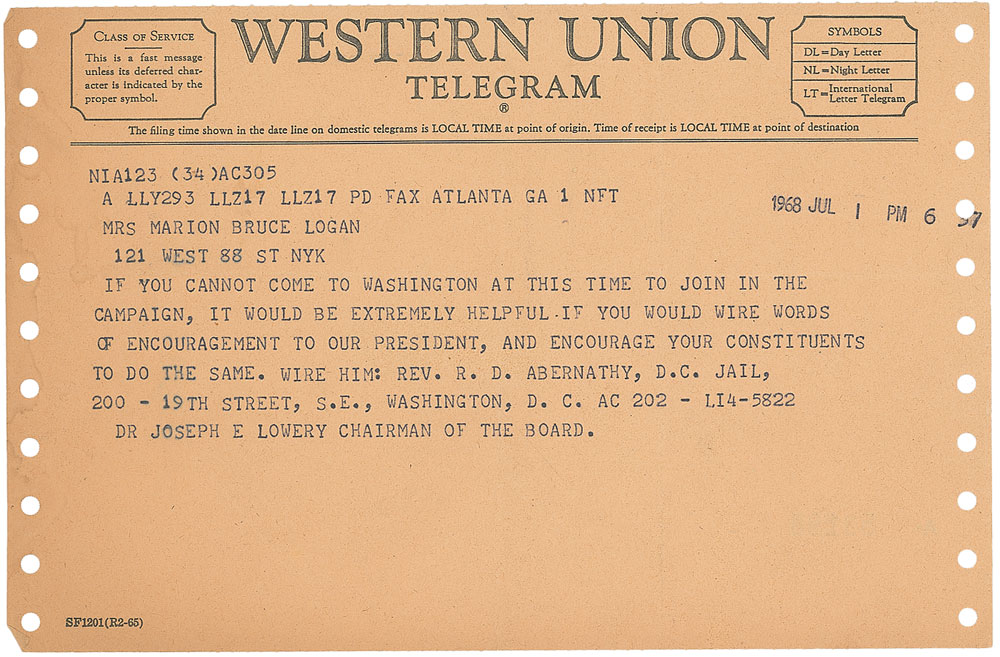 CLASS OF SERVICE
This is a fast message
unless its deferred char-
acter is indicated by the
proper symbol.
WESTERN UNION
TELEGRAM
®
SYMBOLS
DL=Day Letter
NL=Night Letter
LT=International Letter Telegram
The filing time shown in the date line on domestic telegrams is LOCAL TIME at point of origin. Time of receipt is LOCAL TIME at point of destination
NIA123 (34)AC305
A LLY293 LLZ17 LLZ17 PD FAX ATLANTA GA 1 NFT
1968 JUL 1 PM 6
MRS MARION BRUCE LOGAN
121 WEST 88 ST NYK
IF YOU CANNOT COME TO WASHINGTON AT THIS TIME TO JOIN IN THE
CAMPAIGN, IT WOULD BE EXTREMELY HELPFUL IF YOU WOULD WIRE WORDS
OF ENCOURAGEMENT TO OUR PRESIDENT, AND ENCOURAGE YOUR CONSTITUENTS
TO DO THE SAME. WIRE HIM: REV. R. D. ABERNATHY, D.C. JAIL,
200 - 19TH STREET, S.E., WASHINGTON, D. C. AC 202 - LI4-5822
DR JOSEPH E LOWERY CHAIRMAN OF THE BOARD.
SF1201(R2-65)